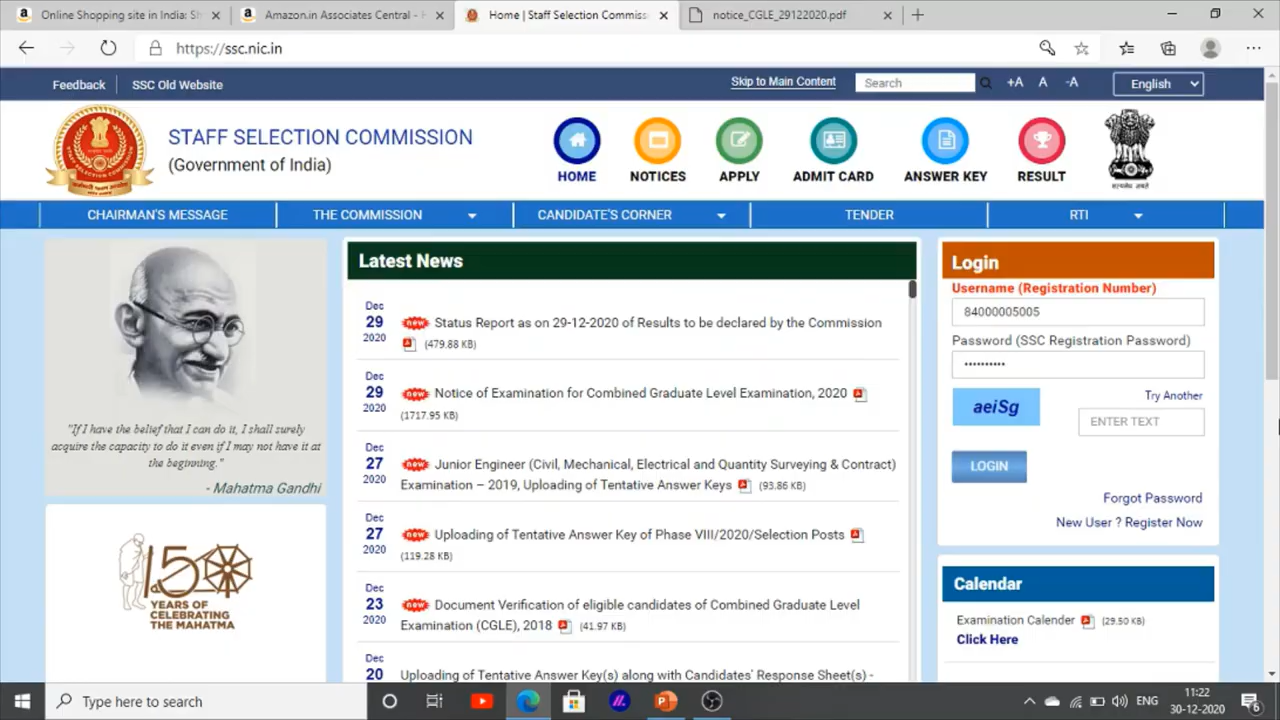 Online Shopping site in India: Sh
Amazon.in Associates Central -
Home | Staff Selection Commiss
notice_CGLE_29122020.pdf
https://ssc.nic.in
Feedback
SSC Old Website
Skip to Main Content
Search
+A
A
-A
English
STAFF SELECTION COMMISSION
(Government of India)
HOME
NOTICES
APPLY
ADMIT CARD
ANSWER KEY
RESULT
सत्यमेव जयते
CHAIRMAN'S MESSAGE
THE COMMISSION
CANDIDATE'S CORNER
TENDER
RTI
"If I have the belief that I can do it, I shall surely
acquire the capacity to do it even if I may not have it at
the beginning."
- Mahatma Gandhi
150
YEARS OF
CELEBRATING
THE MAHATMA
Latest News
Dec
29
2020
new Status Report as on 29-12-2020 of Results to be declared by the Commission
(479.88 KB)
Dec
29
2020
new Notice of Examination for Combined Graduate Level Examination, 2020
(1717.95 KB)
Dec
27
2020
new Junior Engineer (Civil, Mechanical, Electrical and Quantity Surveying & Contract)
Examination – 2019, Uploading of Tentative Answer Keys (93.86 KB)
Dec
27
2020
new Uploading of Tentative Answer Key of Phase VIII/2020/Selection Posts
(119.28 KB)
Dec
23
2020
new Document Verification of eligible candidates of Combined Graduate Level
Examination (CGLE), 2018 (41.97 KB)
Dec
20
Uploading of Tentative Answer Key(s) along with Candidates' Response Sheet(s) -
Login
Username (Registration Number)
84000005005
Password (SSC Registration Password)
••••••••••
aeiSg
Try Another
ENTER TEXT
LOGIN
Forgot Password
New User ? Register Now
Calendar
Examination Calender (29.50 KB)
Click Here
Type here to search
ENG
11:22
30-12-2020
6